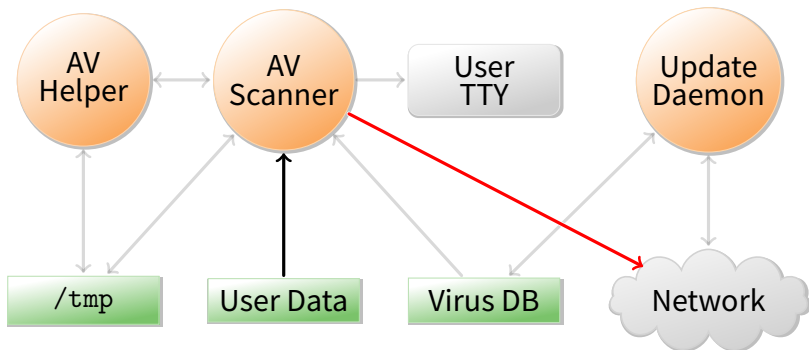 AV
Helper
AV
Scanner
User
TTY
Update
Daemon
/tmp
User Data
Virus DB
Network